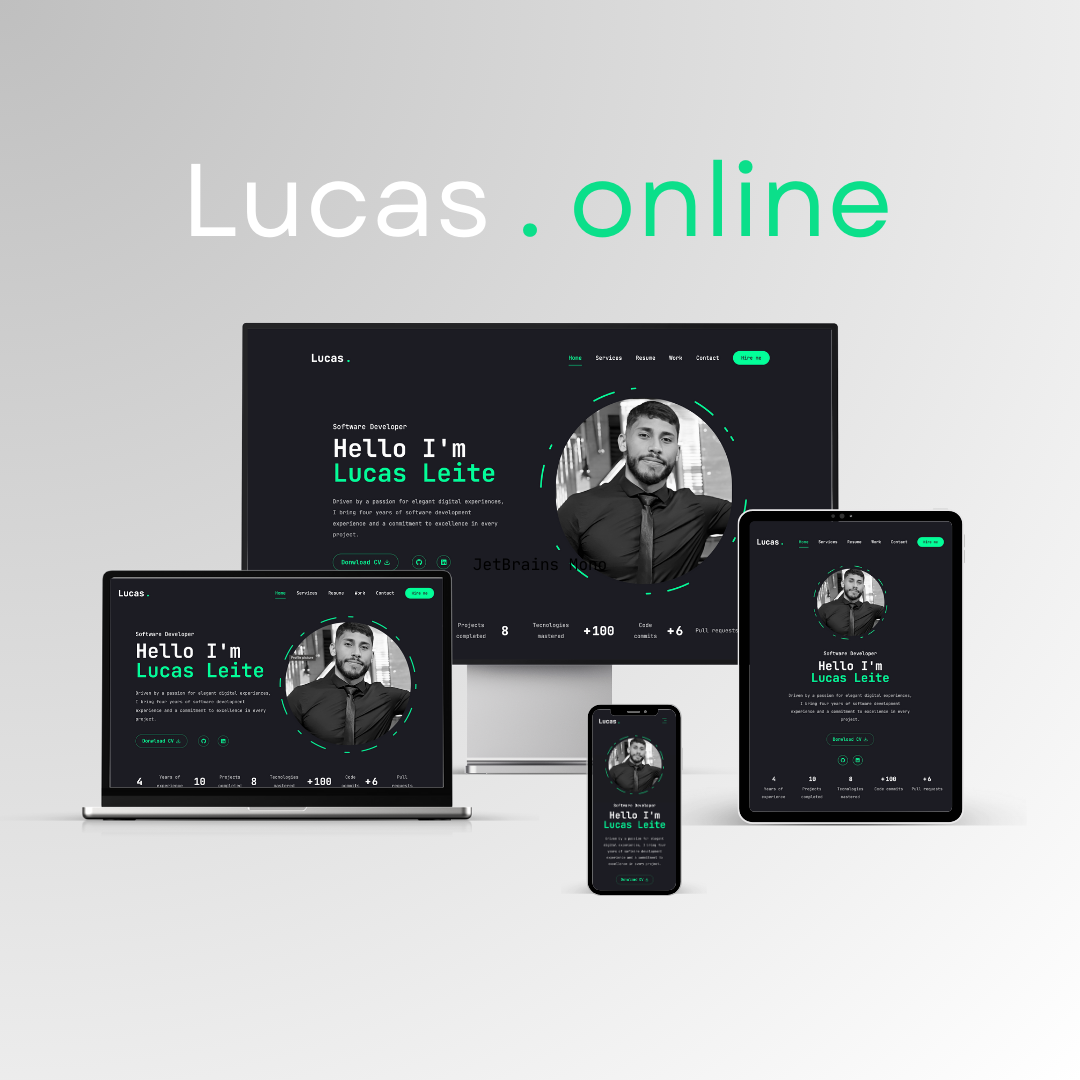 Lucas . online
Lucas.
Home Services Resume Work Contact Hire me
Software Developer
Hello I'm
Lucas Leite
Driven by a passion for elegant digital experiences,
I bring four years of software development
experience and a commitment to excellence in every
project.
Donwload CV
JetBrains Mono
Projects
completed
8
Tecnologies
mastered
+100
Code
commits
+6
Pull requests
Lucas.
Home Services Resume Work Contact Hire me
Software Developer
Hello I'm
Lucas Leite
Driven by a passion for elegant digital experiences,
I bring four years of software development
experience and a commitment to excellence in every
project.
Donwload CV
4
Years of
experience
10
Projects
completed
8
Tecnologies
mastered
+100
Code
commits
+6
Pull
requests
Lucas.
Home Services Resume Work Contact Hire me
Software Developer
Hello I'm
Lucas Leite
Driven by a passion for elegant digital experiences,
I bring four years of software development
experience and a commitment to excellence in every
project.
Donwload CV
4 10 8 +100 +6
Years of Projects Tecnologies Code commits Pull requests
experience completed mastered
Lucas.
Software Developer
Hello I'm
Lucas Leite
Driven by a passion for elegant
digital experiences, I bring four
years of software development
experience and a commitment to
excellence in every project.
Donwload CV